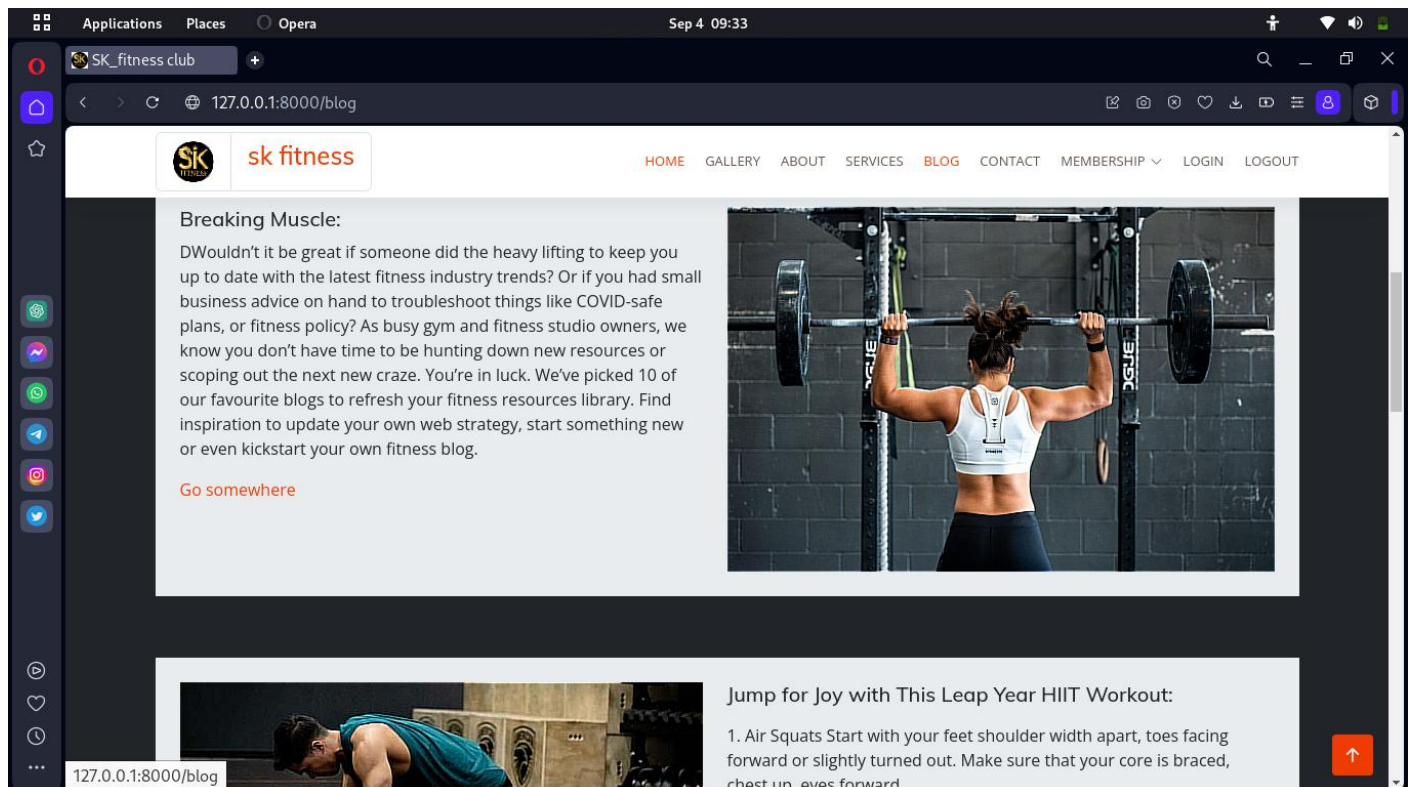 Applications Places Opera Sep 4 09:33
SK_fitness club
127.0.0.1:8000/blog
SK
FITNESS
sk fitness
HOME GALLERY ABOUT SERVICES BLOG CONTACT MEMBERSHIP LOGIN LOGOUT
Breaking Muscle:
DWouldn’t it be great if someone did the heavy lifting to keep you
up to date with the latest fitness industry trends? Or if you had small
business advice on hand to troubleshoot things like COVID-safe
plans, or fitness policy? As busy gym and fitness studio owners, we
know you don’t have time to be hunting down new resources or
scoping out the next new craze. You’re in luck. We’ve picked 10 of
our favourite blogs to refresh your fitness resources library. Find
inspiration to update your own web strategy, start something new
or even kickstart your own fitness blog.
Go somewhere
Jump for Joy with This Leap Year HIIT Workout:
1. Air Squats Start with your feet shoulder width apart, toes facing
forward or slightly turned out. Make sure that your core is braced,
chest up, eyes forward
127.0.0.1:8000/blog